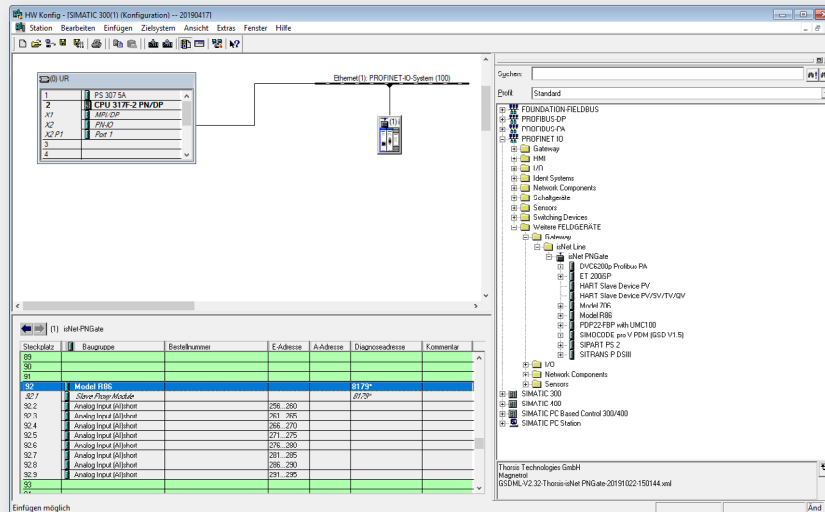 HW Konfig - [SIMATIC 300(1) (Konfiguration) -- 20190417]
Station Bearbeiten Einfügen Zielsystem Ansicht Extras Fenster Hilfe
(0) UR
1 PS 307 5A
2 CPU 317F-2 PN/DP
X1 MPI/DP
X2 PN-IO
X2 P1 Port 1
3
4
Ethernet(1): PROFINET-IO-System (100)
(1) i
Suchen:
Profil: Standard
FOUNDATION-FIELDBUS
PROFIBUS-DP
PROFIBUS-PA
PROFINET IO
Gateway
HMI
I/O
Ident Systems
Network Components
Schaltgeräte
Sensors
Switching Devices
Weitere FELDGERÄTE
Gateway
isNet Line
isNet PNGate
DVC6200p Profibus PA
ET 200iSP
HART Slave Device PV
HART Slave Device PV/SV/TV/QV
Model 706
Model R86
PDP22-FBP with UMC100
SIMOCODE pro V PDM (GSD V1.5)
SIPART PS 2
SITRANS P DSIII
I/O
Network Components
Sensors
SIMATIC 300
SIMATIC 400
SIMATIC PC Based Control 300/400
SIMATIC PC Station
(1) isNet-PNGate
Steckplatz Baugruppe Bestellnummer E-Adresse A-Adresse Diagnoseadresse Kommentar
89
90
91
92 Model R86 8179*
92.1 Slave Proxy Module 8179*
92.2 Analog Input (AI)short 256...260
92.3 Analog Input (AI)short 261...265
92.4 Analog Input (AI)short 266...270
92.5 Analog Input (AI)short 271...275
92.6 Analog Input (AI)short 276...280
92.7 Analog Input (AI)short 281...285
92.8 Analog Input (AI)short 286...290
92.9 Analog Input (AI)short 291...295
93
Thorsis Technologies GmbH
Magnetrol
GSDML-V2.32-Thorsis-isNet PNGate-20191022-150144.xml
Einfügen möglich
Änd